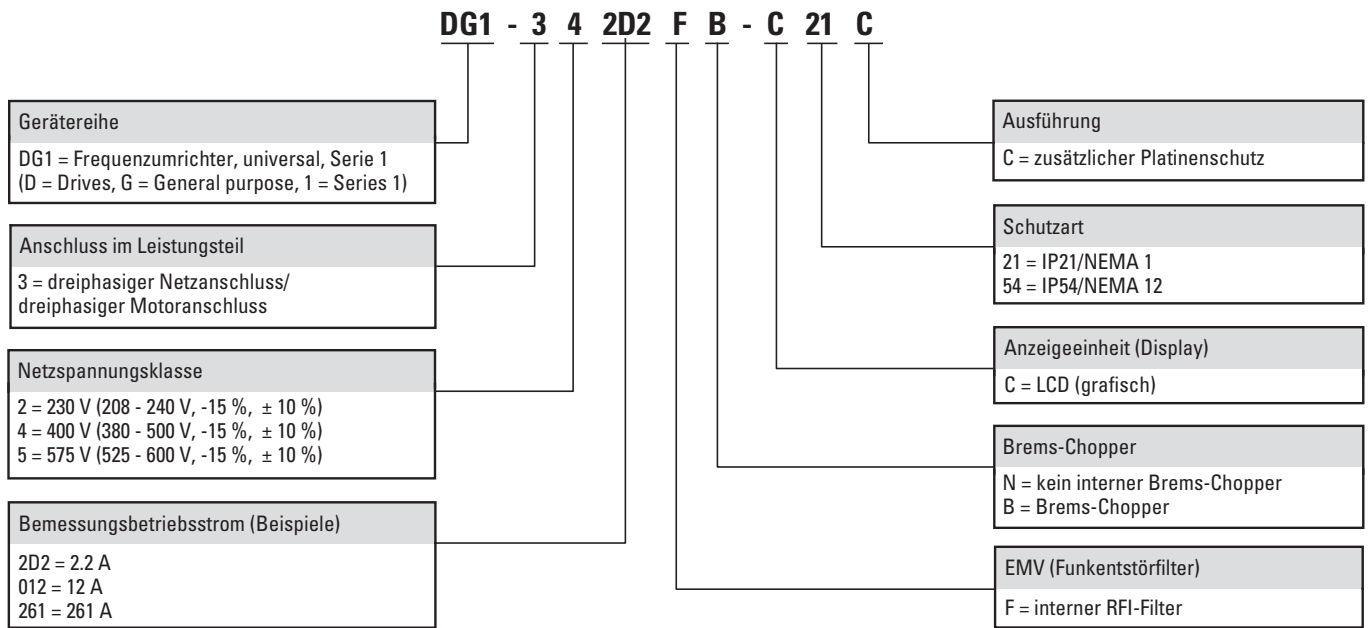 DG1 - 3 4 2D2 F B - C 21 C
Gerätereihe
DG1 = Frequenzumrichter, universal, Serie 1
(D = Drives, G = General purpose, 1 = Series 1)
Anschluss im Leistungsteil
3 = dreiphasiger Netzanschluss/
dreiphasiger Motoranschluss
Netzspannungsklasse
2 = 230 V (208 - 240 V, -15 %, ± 10 %)
4 = 400 V (380 - 500 V, -15 %, ± 10 %)
5 = 575 V (525 - 600 V, -15 %, ± 10 %)
Bemessungsbetriebsstrom (Beispiele)
2D2 = 2.2 A
012 = 12 A
261 = 261 A
Ausführung
C = zusätzlicher Platinenschutz
Schutzart
21 = IP21/NEMA 1
54 = IP54/NEMA 12
Anzeigeeinheit (Display)
C = LCD (grafisch)
Brems-Chopper
N = kein interner Brems-Chopper
B = Brems-Chopper
EMV (Funkentstörfilter)
F = interner RFI-Filter